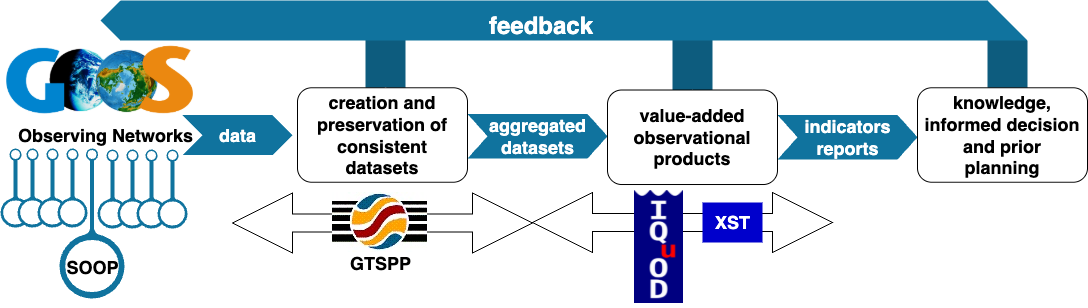 feedback
GOOS
Observing Networks
SOOP
data
creation and
preservation of
consistent
datasets
aggregated
datasets
value-added
observational
products
indicators
reports
knowledge,
informed decision
and prior
planning
GTSPP
IQuOD
XST